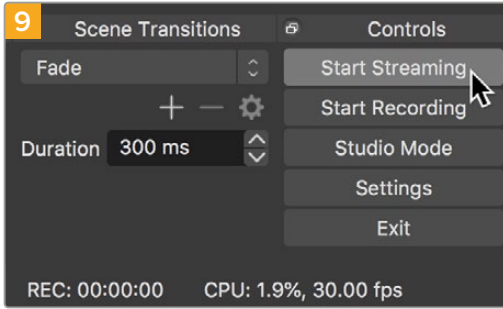 9
Scene Transitions
Fade
Duration 300 ms
Controls
Start Streaming
Start Recording
Studio Mode
Settings
Exit
REC: 00:00:00 CPU: 1.9%, 30.00 fps